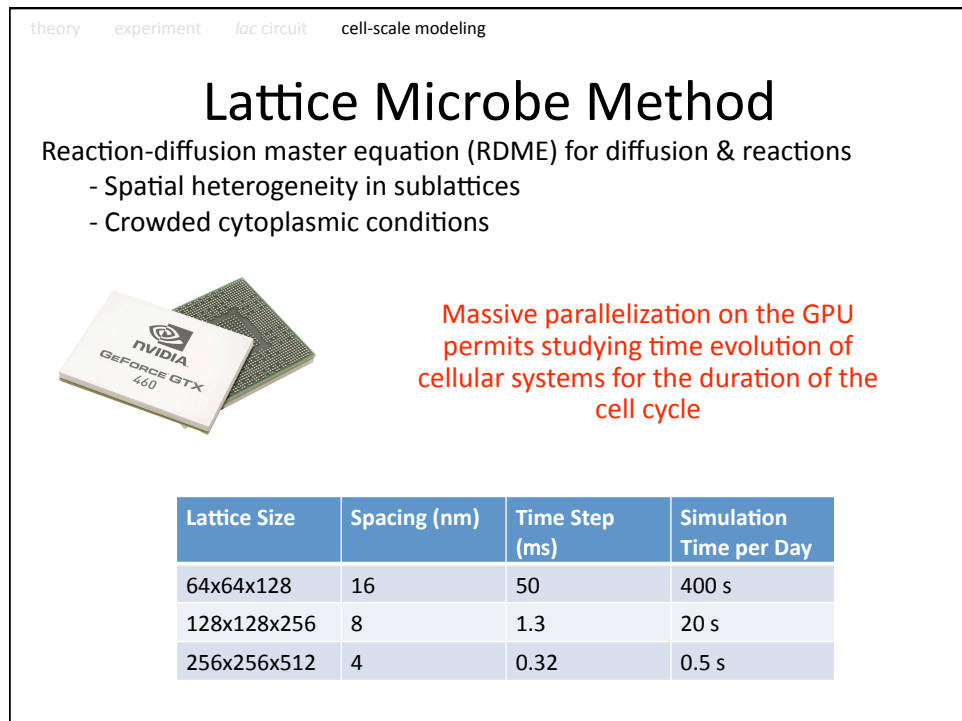 theory experiment lac circuit cell-scale modeling
Lattice Microbe Method
Reaction-diffusion master equation (RDME) for diffusion & reactions
- Spatial heterogeneity in sublattices
- Crowded cytoplasmic conditions
nVIDIA
GEFORCE GTX
460
Massive parallelization on the GPU
permits studying time evolution of
cellular systems for the duration of the
cell cycle
Lattice Size Spacing (nm) Time Step (ms) Simulation Time per Day
64x64x128 16 50 400 s
128x128x256 8 1.3 20 s
256x256x512 4 0.32 0.5 s